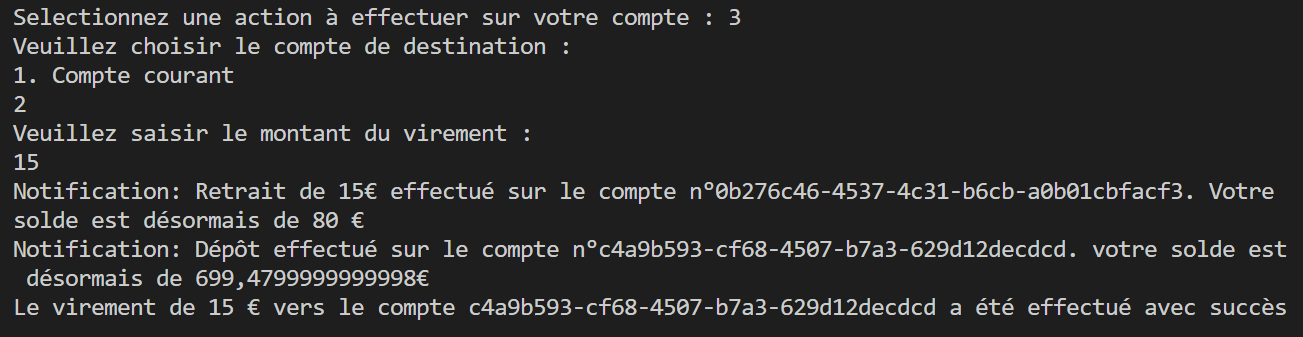 Selectionnez une action à effectuer sur votre compte : 3
Veuillez choisir le compte de destination :
1. Compte courant
2
Veuillez saisir le montant du virement :
15
Notification: Retrait de 15€ effectué sur le compte n°0b276c46-4537-4c31-b6cb-a0b01cbfacf3. Votre
solde est désormais de 80 €
Notification: Dépôt effectué sur le compte n°c4a9b593-cf68-4507-b7a3-629d12decdcd. votre solde est
désormais de 699,4799999999998€
Le virement de 15 € vers le compte c4a9b593-cf68-4507-b7a3-629d12decdcd a été effectué avec succès